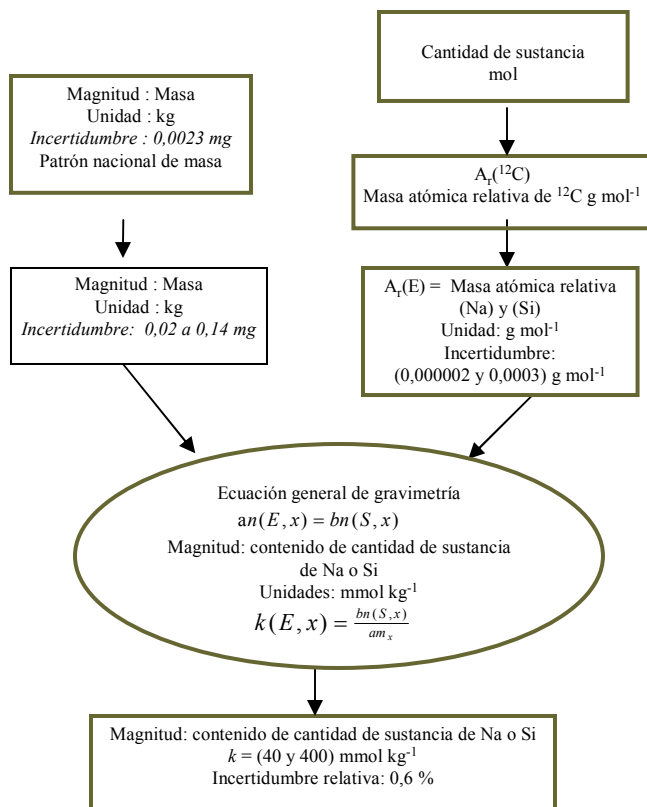 Cantidad de sustancia
mol
Magnitud : Masa
Unidad : kg
Incertidumbre : 0,0023 mg
Patrón nacional de masa
A_r(¹²C)
Masa atómica relativa de ¹²C g mol⁻¹
Magnitud : Masa
Unidad : kg
Incertidumbre: 0,02 a 0,14 mg
A_r(E) = Masa atómica relativa
(Na) y (Si)
Unidad: g mol⁻¹
Incertidumbre:
(0,000002 y 0,0003) g mol⁻¹
Ecuación general de gravimetría
an(E, x) = bn(S, x)
Magnitud: contenido de cantidad de sustancia
de Na o Si
Unidades: mmol kg⁻¹
k(E, x) = bn(S,x) / am_x
Magnitud: contenido de cantidad de sustancia de Na o Si
k = (40 y 400) mmol kg⁻¹
Incertidumbre relativa: 0,6 %